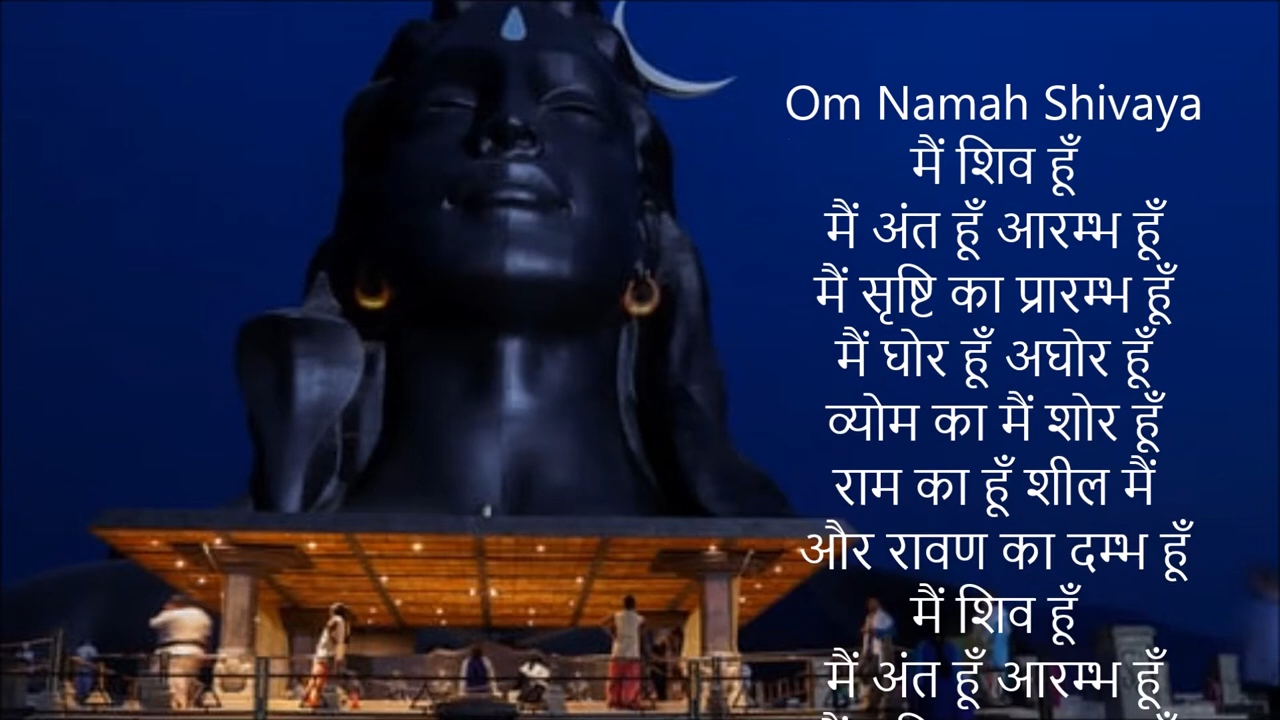 Om Namah Shivaya
मैं शिव हूँ
मैं अंत हूँ आरम्भ हूँ
मैं सृष्टि का प्रारम्भ हूँ
मैं घोर हूँ अघोर हूँ
व्योम का मैं शोर हूँ
राम का हूँ शील मैं
और रावण का दम्भ हूँ
मैं शिव हूँ
मैं अंत हूँ आरम्भ हूँ